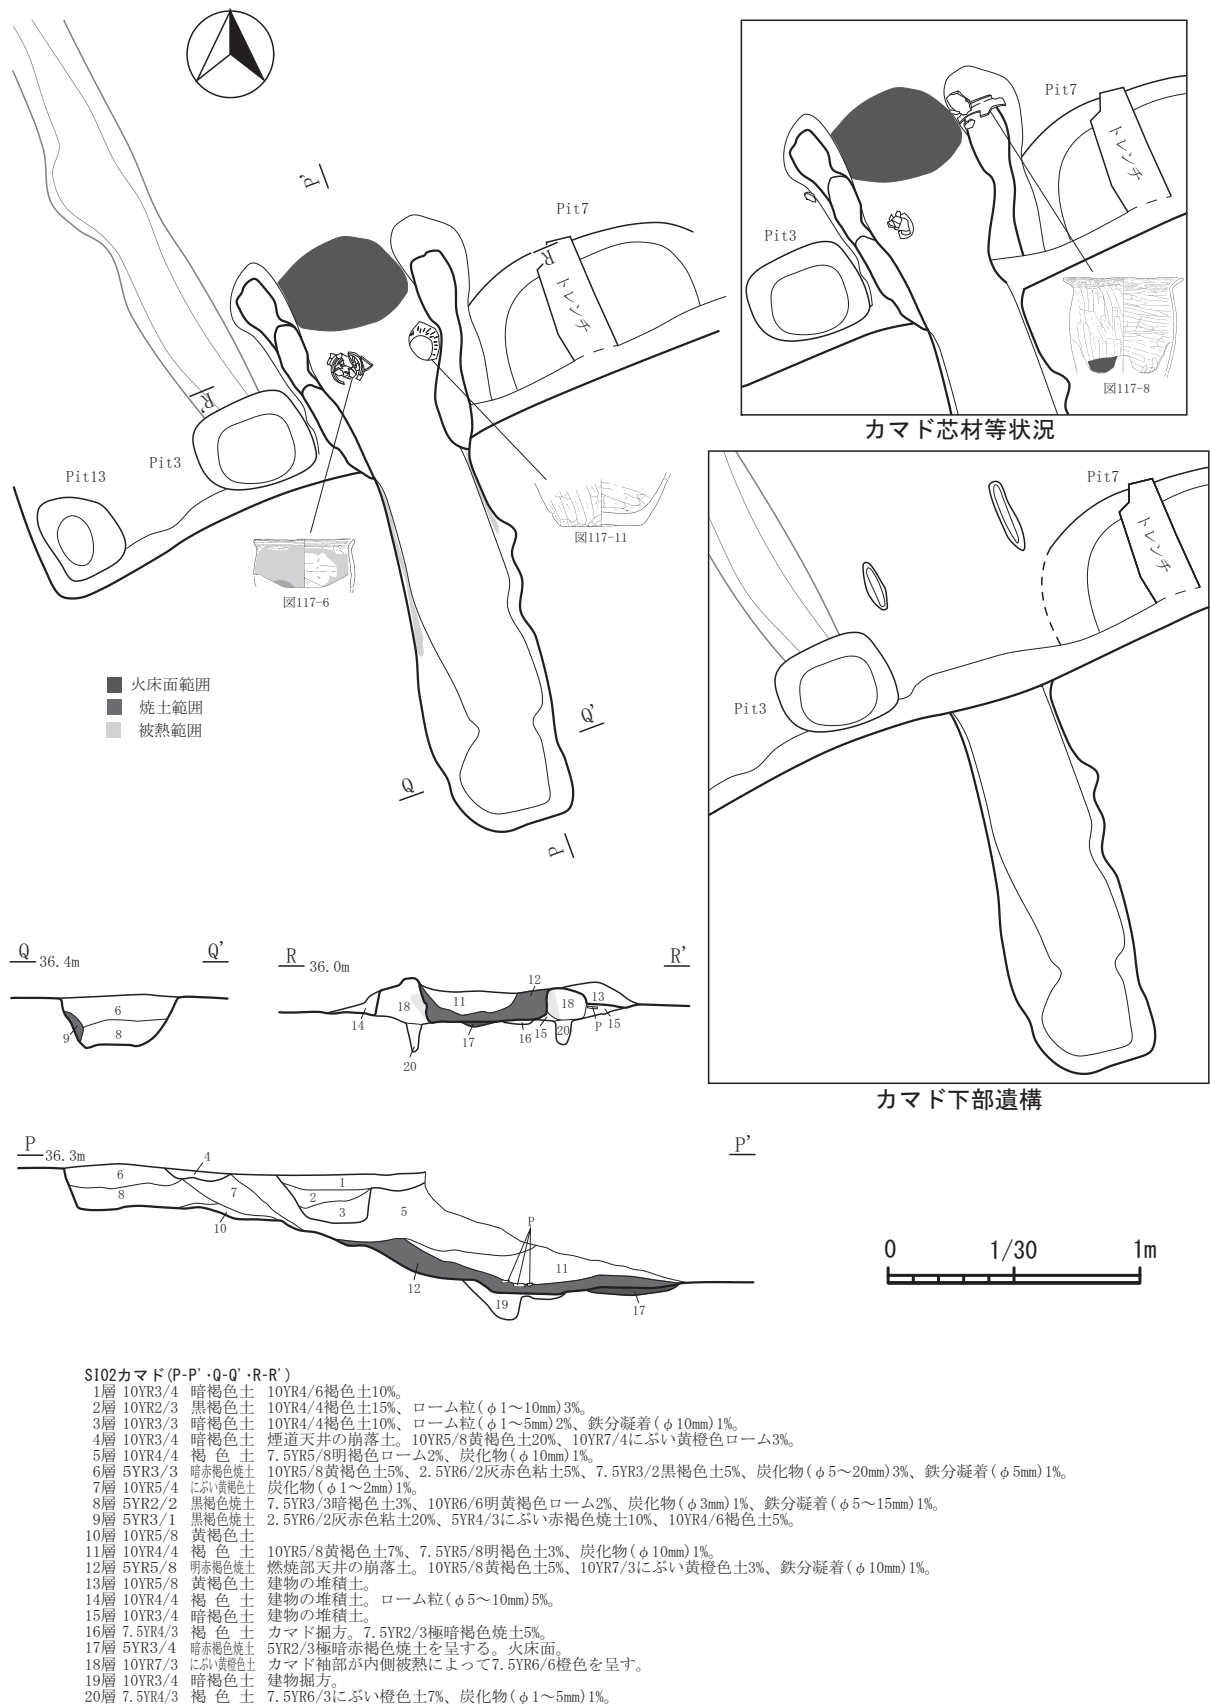 P'
Pit7
R
トレンチ
R'
Pit3
Pit13
図117-11
図117-6
火床面範囲
焼土範囲
被熱範囲
Q'
Q
P
Pit7
トレンチ
Pit3
図117-8
カマド芯材等状況
Pit7
トレンチ
Pit3
カマド下部遺構
Q 36.4m Q'
6
9 8
R 36.0m R'
12
18 11 18 13
14 17 16 15 20 P 15
20
P 36.3m P'
4
6 1
8 7 2
3 5
10
P
11
12
19 17
0 1/30 1m
SI02カマド(P-P'・Q-Q'・R-R')
1層 10YR3/4 暗褐色土 10YR4/6褐色土10%。
2層 10YR2/3 黒褐色土 10YR4/4褐色土15%、ローム粒(φ1～10mm)3%。
3層 10YR3/3 暗褐色土 10YR4/4褐色土10%、ローム粒(φ1～5mm)2%、鉄分凝着(φ10mm)1%。
4層 10YR3/4 暗褐色土 煙道天井の崩落土。10YR5/8黄褐色土20%、10YR7/4にぶい黄橙色ローム3%。
5層 10YR4/4 褐色土 7.5YR5/8明褐色ローム2%、炭化物(φ10mm)1%。
6層 5YR3/3 暗赤褐色焼土 10YR5/8黄褐色土5%、2.5YR6/2灰赤色粘土5%、7.5YR3/2黒褐色土5%、炭化物(φ5～20mm)3%、鉄分凝着(φ5mm)1%。
7層 10YR5/4 にぶい黄褐色土 炭化物(φ1～2mm)1%。
8層 5YR2/2 黒褐色焼土 7.5YR3/3暗褐色土3%、10YR6/6明黄褐色ローム2%、炭化物(φ3mm)1%、鉄分凝着(φ5～15mm)1%。
9層 5YR3/1 黒褐色焼土 2.5YR6/2灰赤色粘土20%、5YR4/3にぶい赤褐色焼土10%、10YR4/6褐色土5%。
10層 10YR5/8 黄褐色土
11層 10YR4/4 褐色土 10YR5/8黄褐色土7%、7.5YR5/8明褐色土3%、炭化物(φ10mm)1%。
12層 5YR5/8 明赤褐色焼土 燃焼部天井の崩落土。10YR5/8黄褐色土5%、10YR7/3にぶい黄橙色土3%、鉄分凝着(φ10mm)1%。
13層 10YR5/8 黄褐色土 建物の堆積土。
14層 10YR4/4 褐色土 建物の堆積土。ローム粒(φ5～10mm)5%。
15層 10YR3/4 暗褐色土 建物の堆積土。
16層 7.5YR4/3 褐色土 カマド掘方。7.5YR2/3極暗褐色土5%。
17層 5YR3/4 暗赤褐色焼土 5YR2/3極暗赤褐色焼土を呈する。火床面。
18層 10YR7/3 にぶい黄橙色土 カマド袖部が内側被熱によって7.5YR6/6橙色を呈す。
19層 10YR3/4 暗褐色土 建物掘方。
20層 7.5YR4/3 褐色土 7.5YR6/3にぶい橙色土7%、炭化物(φ1～5mm)1%。